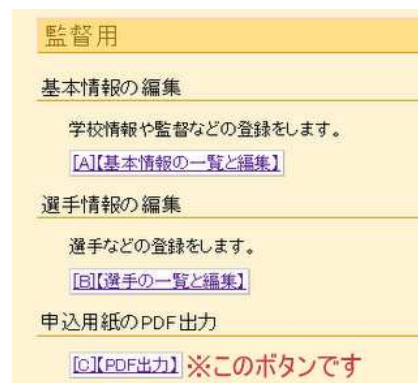 監督用
基本情報の編集
学校情報や監督などの登録をします。
[A]【基本情報の一覧と編集】
選手情報の編集
選手などの登録をします。
[B]【選手の一覧と編集】
申込用紙のPDF出力
[C]【PDF出力】 ※このボタンです